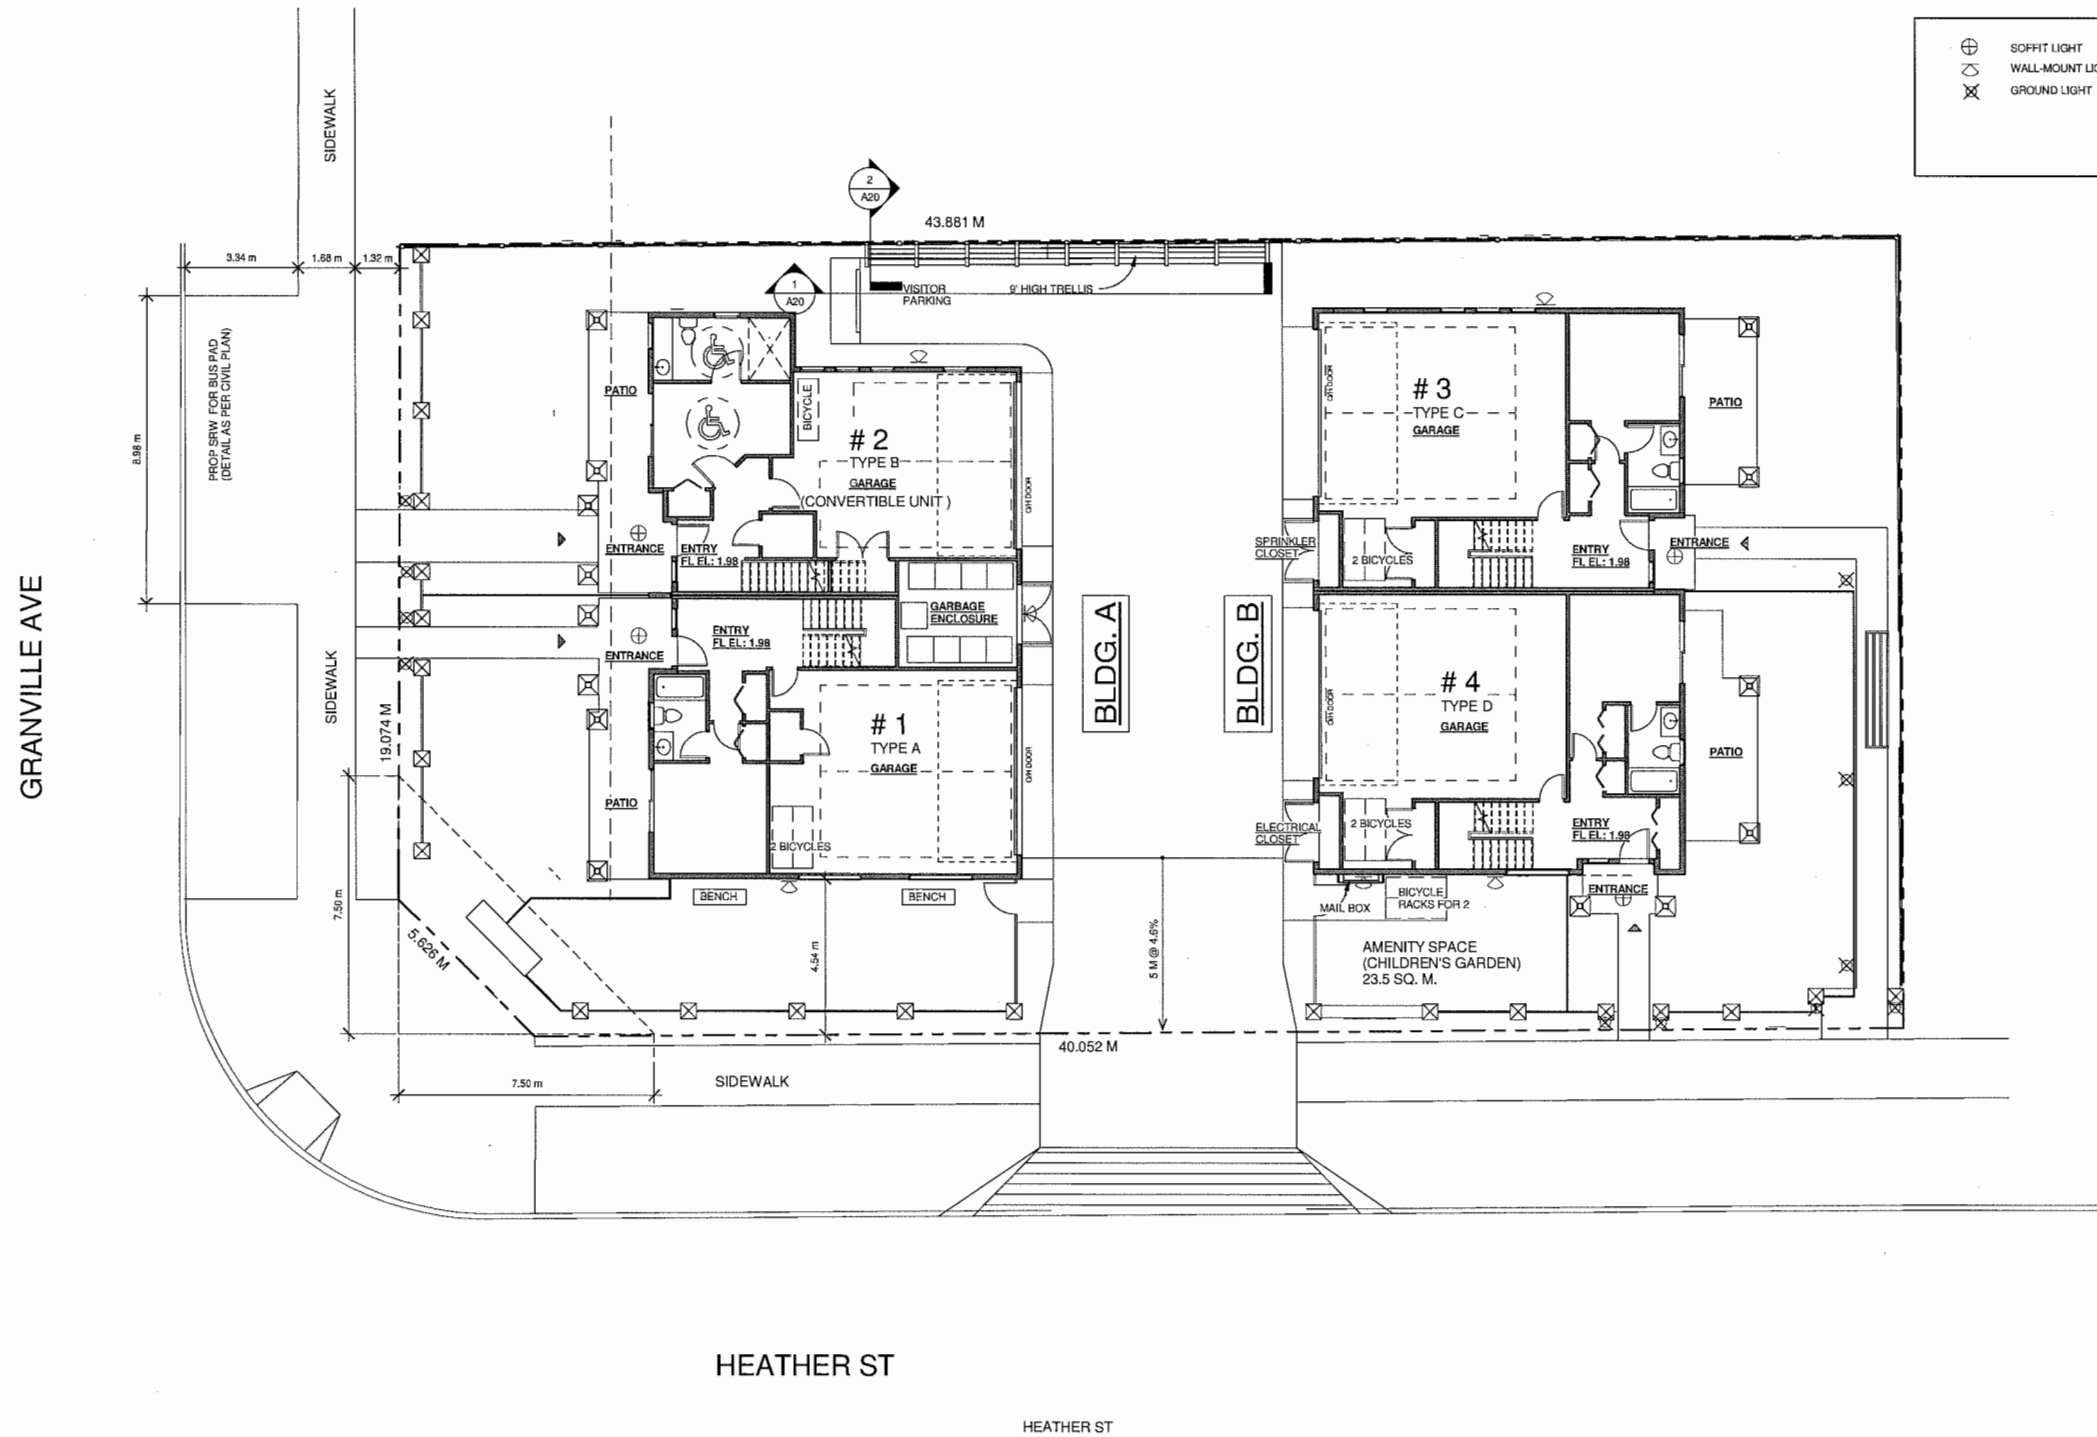 SOFFIT LIGHT
WALL-MOUNT LI
GROUND LIGHT
SIDEWALK
2
A20
43.881 M
3.34 m
1.68 m
1.32 m
1
A20
VISITOR
PARKING
9' HIGH TRELLIS
8.98 m
PROP SRW FOR BUS PAD
(DETAIL AS PER CIVIL PLAN)
PATIO
BICYCLE
# 2
TYPE B
GARAGE
(CONVERTIBLE UNIT )
O/H DOOR
ENTRANCE
ENTRY
FL EL: 1.98
GARBAGE
ENCLOSURE
O/H DOOR
# 3
TYPE C
GARAGE
PATIO
SPRINKLER
CLOSET
2 BICYCLES
ENTRY
FL EL: 1.98
ENTRANCE
GRANVILLE AVE
SIDEWALK
19.074 M
ENTRANCE
ENTRY
FL EL: 1.98
# 1
TYPE A
GARAGE
O/H DOOR
PATIO
2 BICYCLES
BLDG. A
BLDG. B
O/H DOOR
# 4
TYPE D
GARAGE
PATIO
ELECTRICAL
CLOSET
2 BICYCLES
ENTRY
FL EL: 1.98
7.50 m
5.626 M
BENCH
BENCH
4.54 m
5 M @ 4.6%
MAIL BOX
BICYCLE
RACKS FOR 2
ENTRANCE
AMENITY SPACE
(CHILDREN'S GARDEN)
23.5 SQ. M.
40.052 M
7.50 m
SIDEWALK
HEATHER ST
HEATHER ST